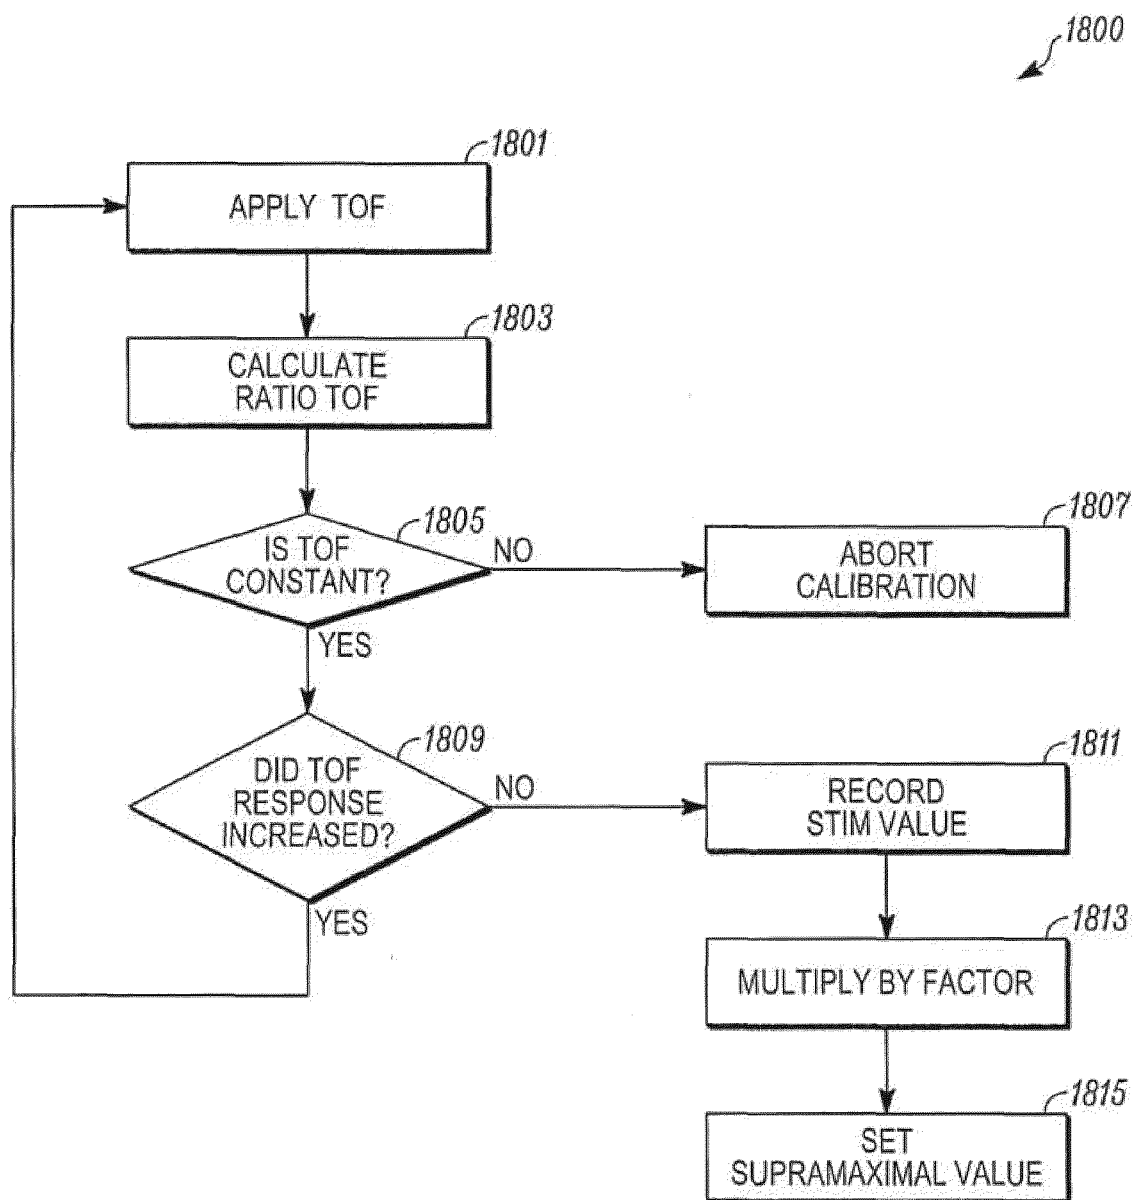 1800
1801
APPLY TOF
1803
CALCULATE
RATIO TOF
1805
IS TOF
CONSTANT?
NO
YES
1807
ABORT
CALIBRATION
1809
DID TOF
RESPONSE
INCREASED?
NO
YES
1811
RECORD
STIM VALUE
1813
MULTIPLY BY FACTOR
1815
SET
SUPRAMAXIMAL VALUE